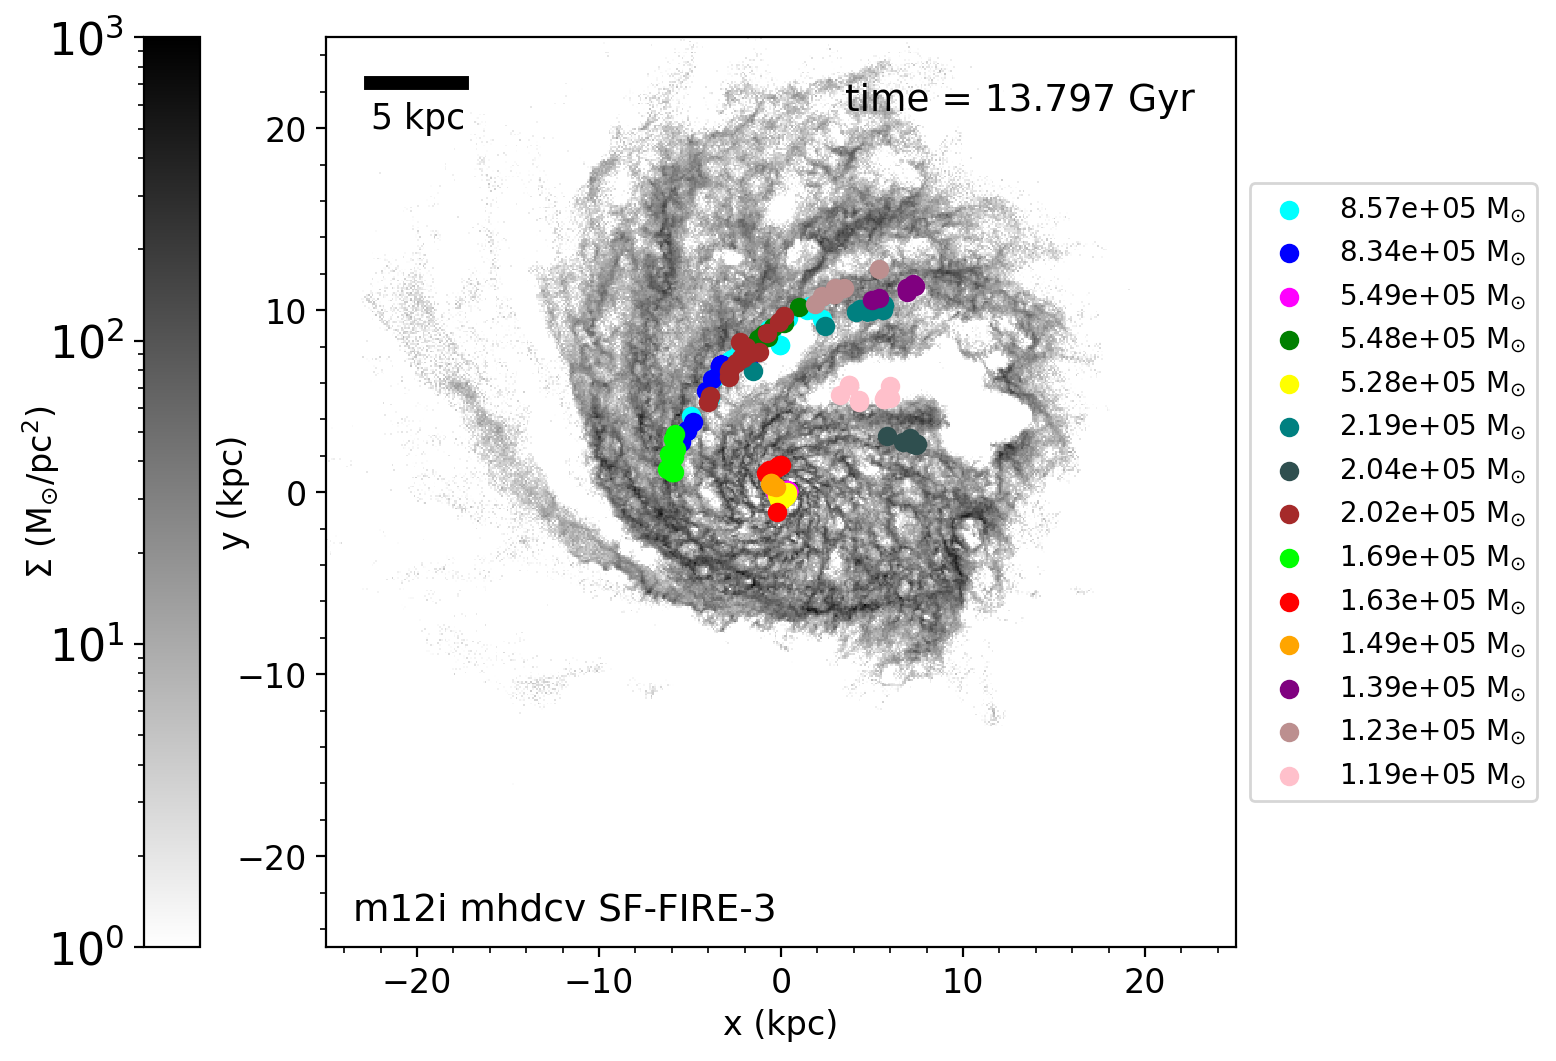 10³
10²
10¹
10⁰
Σ (M⊙/pc²)
y (kpc)
20
10
0
−10
−20
5 kpc
time = 13.797 Gyr
m12i mhdcv SF-FIRE-3
−20 −10 0 10 20
x (kpc)
8.57e+05 M⊙
8.34e+05 M⊙
5.49e+05 M⊙
5.48e+05 M⊙
5.28e+05 M⊙
2.19e+05 M⊙
2.04e+05 M⊙
2.02e+05 M⊙
1.69e+05 M⊙
1.63e+05 M⊙
1.49e+05 M⊙
1.39e+05 M⊙
1.23e+05 M⊙
1.19e+05 M⊙